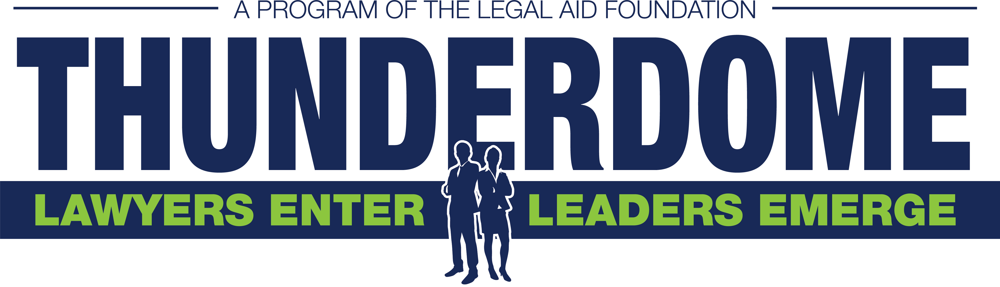 A PROGRAM OF THE LEGAL AID FOUNDATION
THUNDERDOME
LAWYERS ENTER LEADERS EMERGE